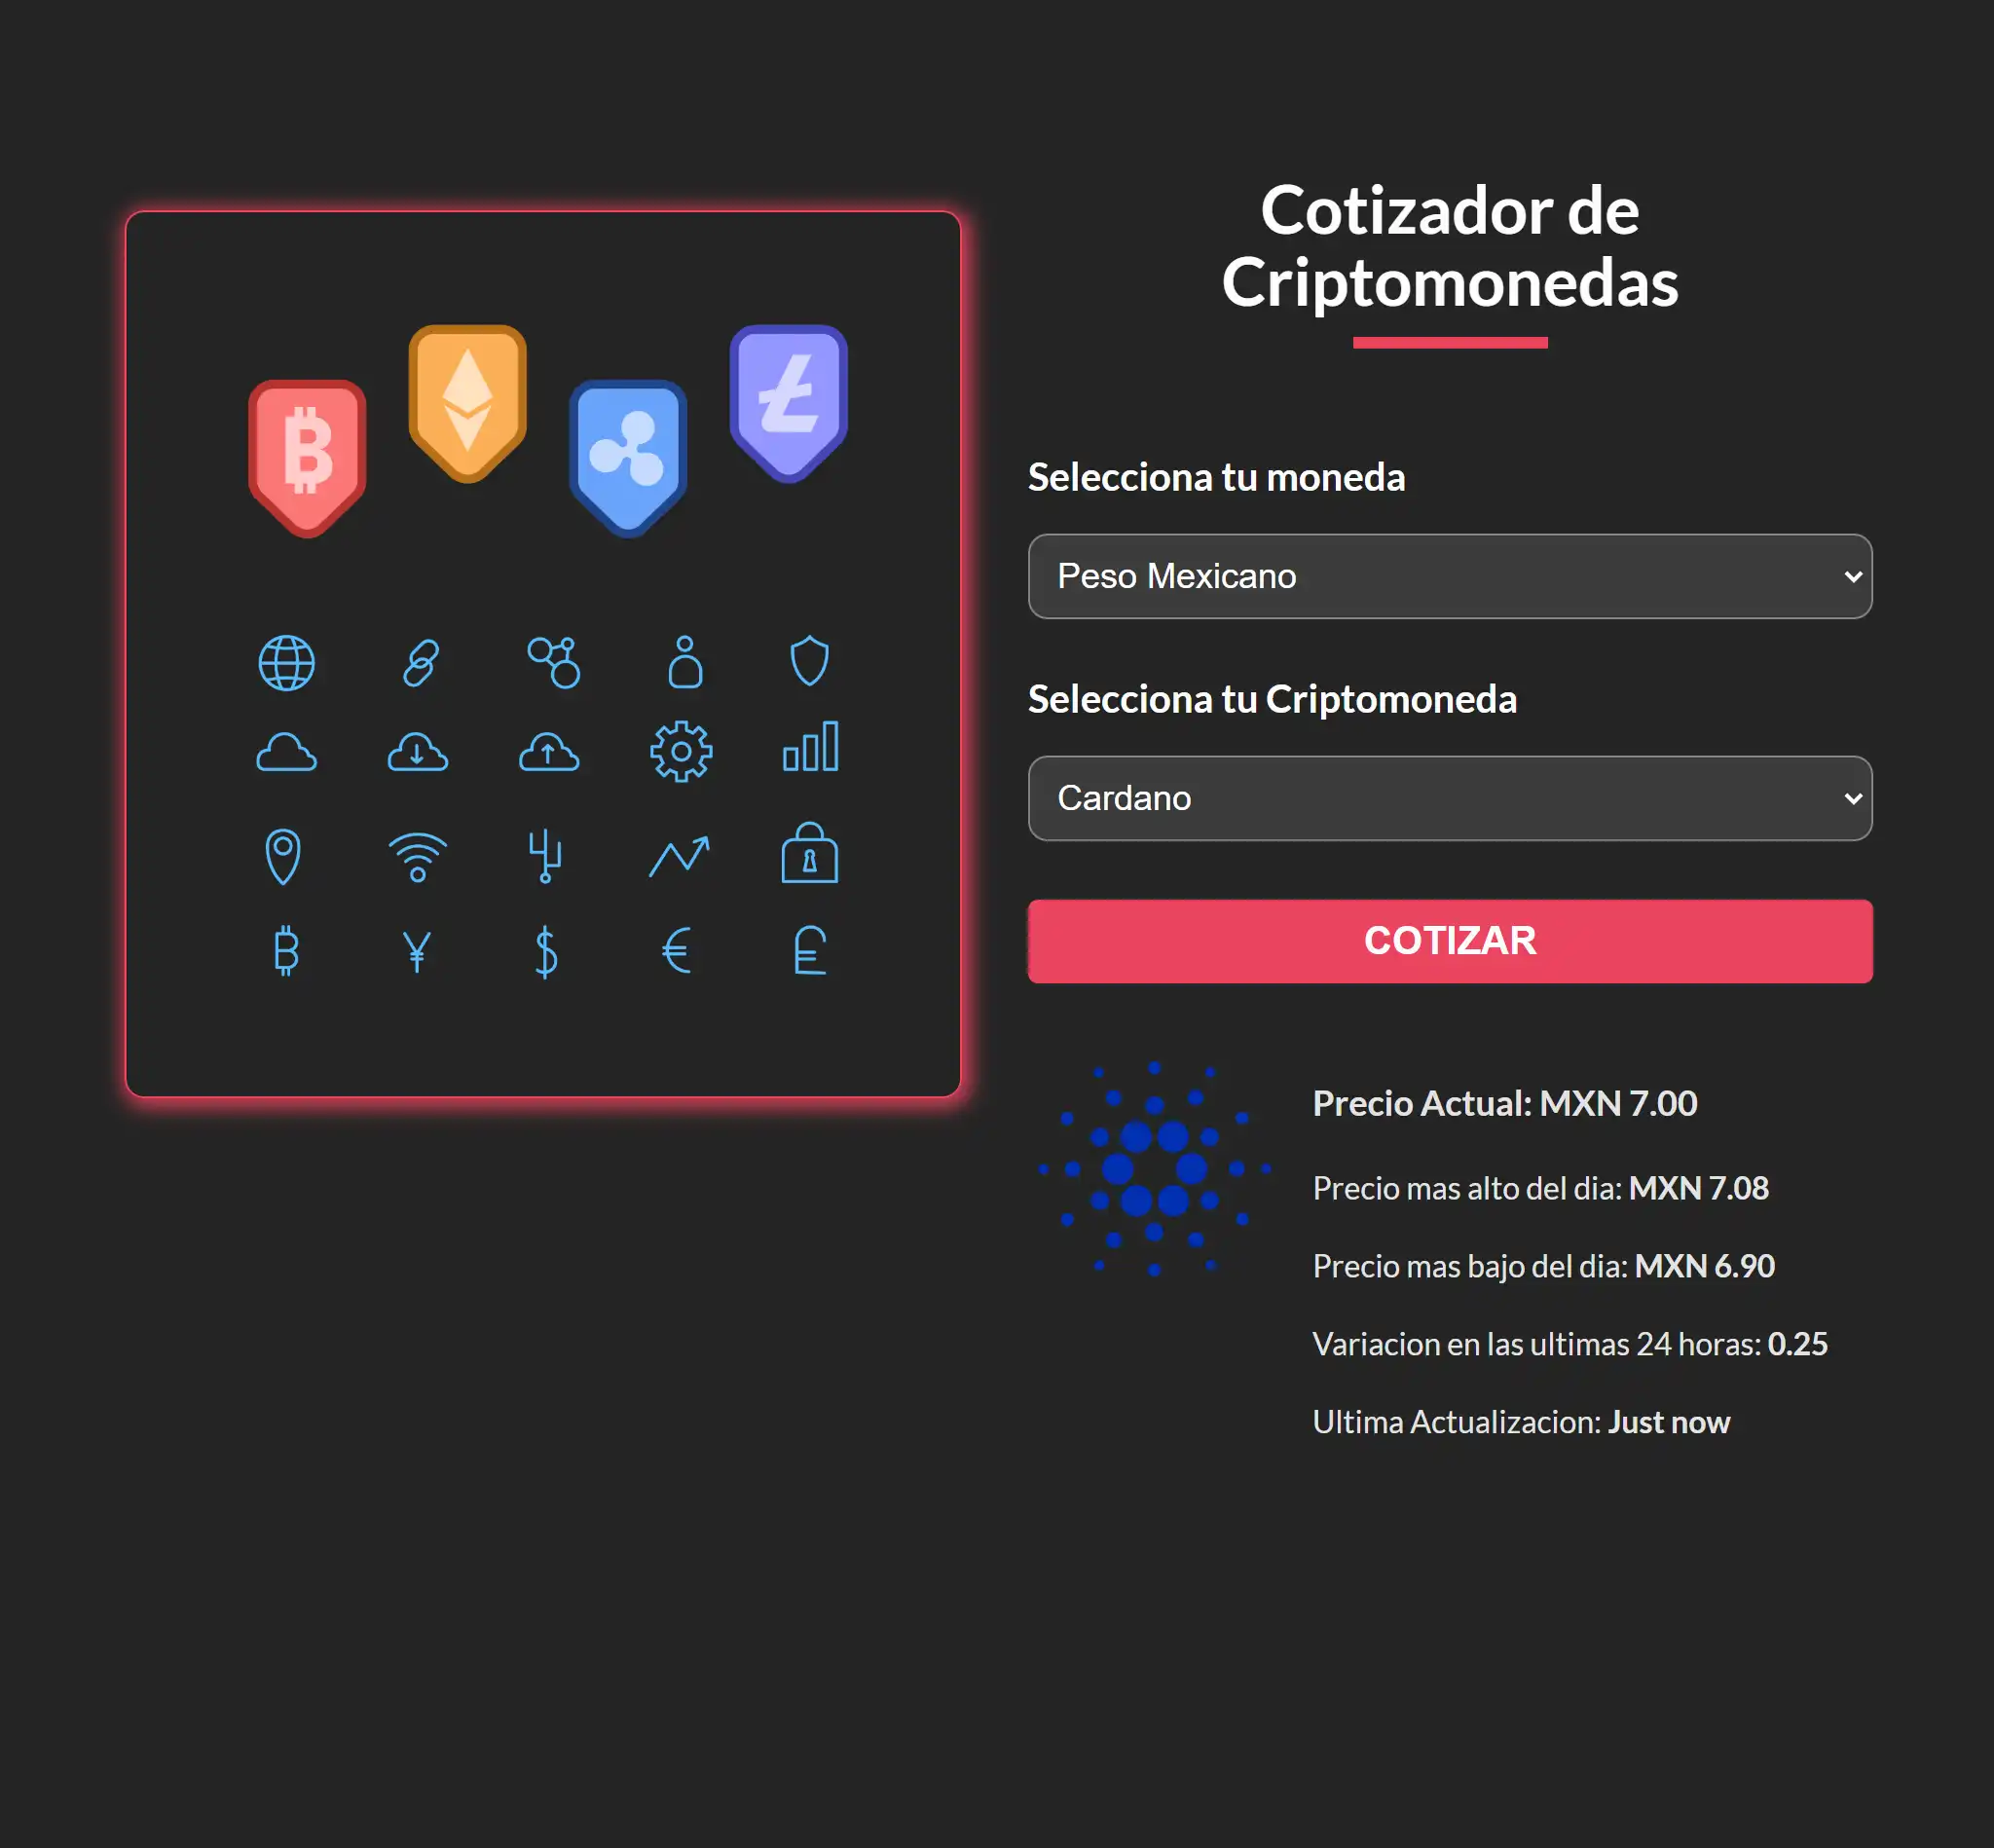 Cotizador de
Criptomonedas
Selecciona tu moneda
Peso Mexicano
Selecciona tu Criptomoneda
Cardano
COTIZAR
Precio Actual: MXN 7.00
Precio mas alto del dia: MXN 7.08
Precio mas bajo del dia: MXN 6.90
Variacion en las ultimas 24 horas: 0.25
Ultima Actualizacion: Just now